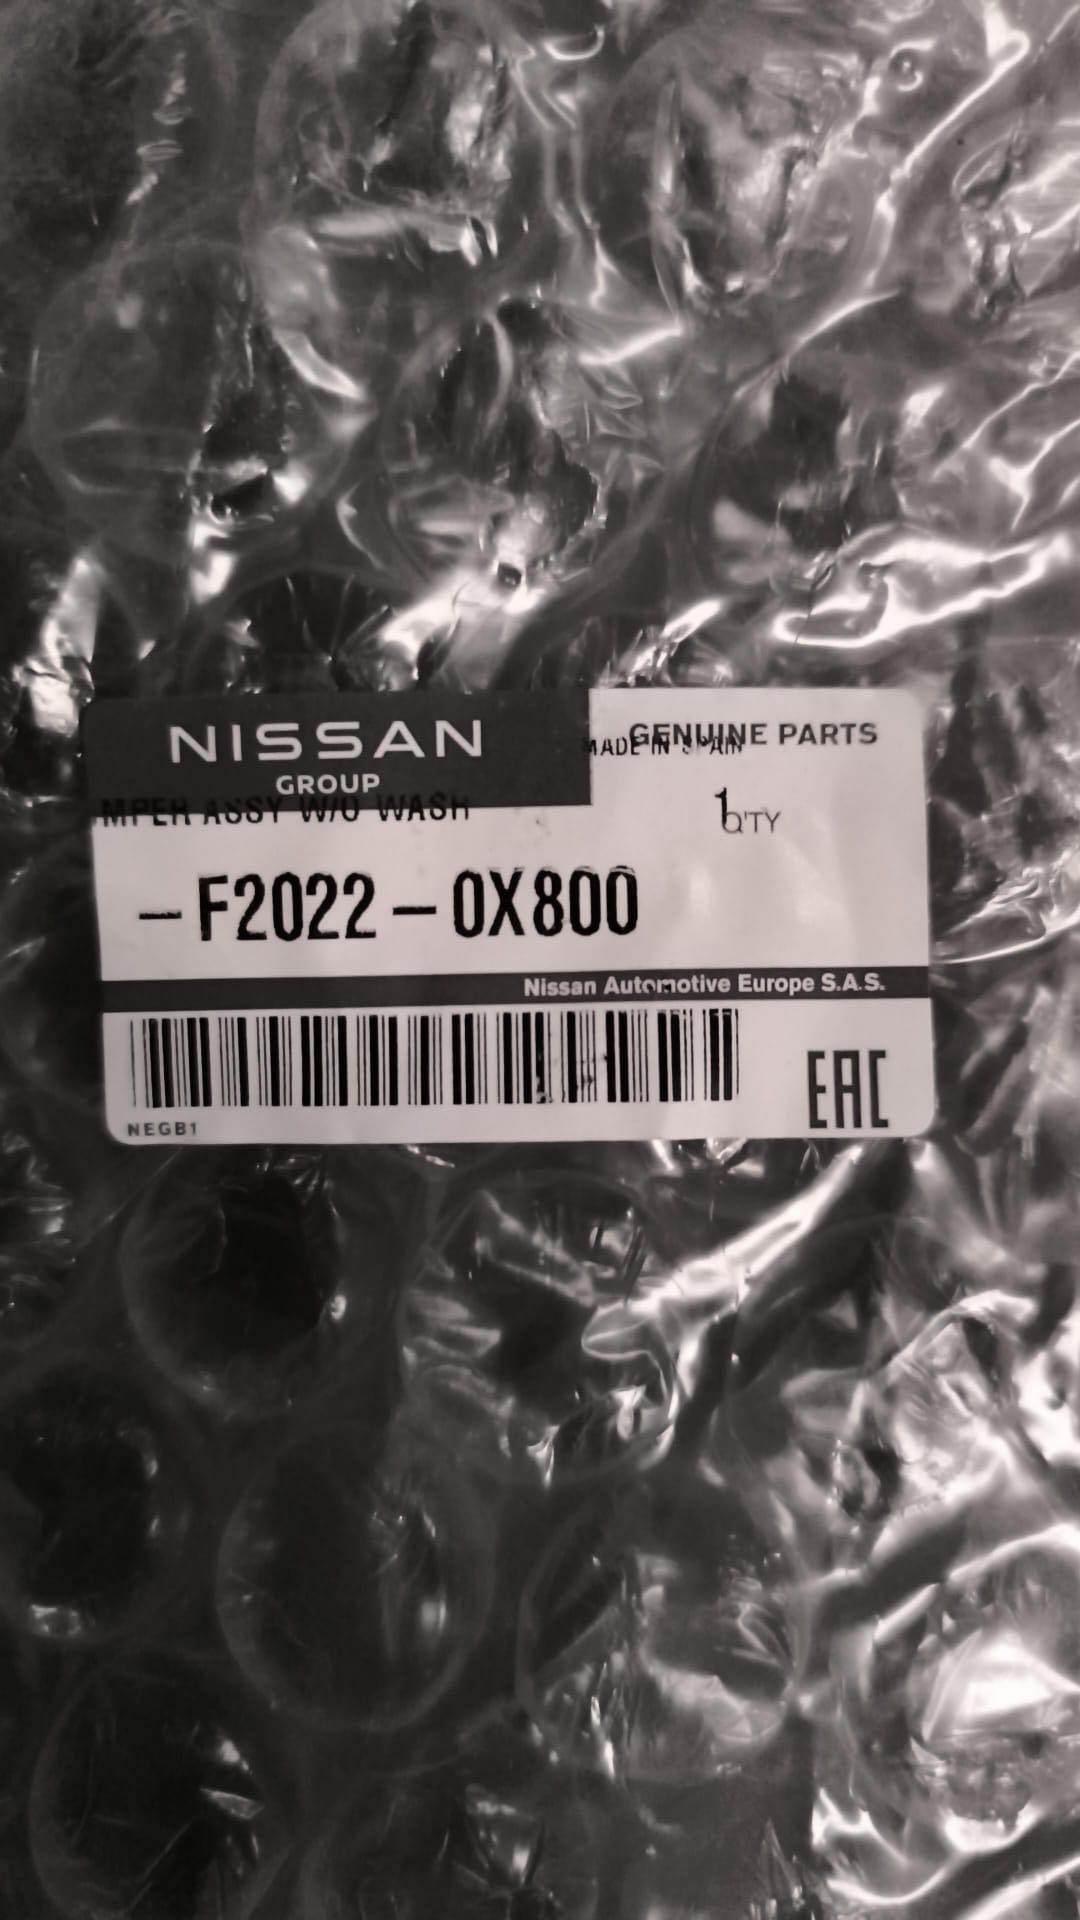 NISSAN
GROUP
GENUINE PARTS
MADE IN SPAIN
MPER ASSY W/O WASH
1
Q'TY
-F2022-0X800
Nissan Automotive Europe S.A.S.
NEGB1
EAC